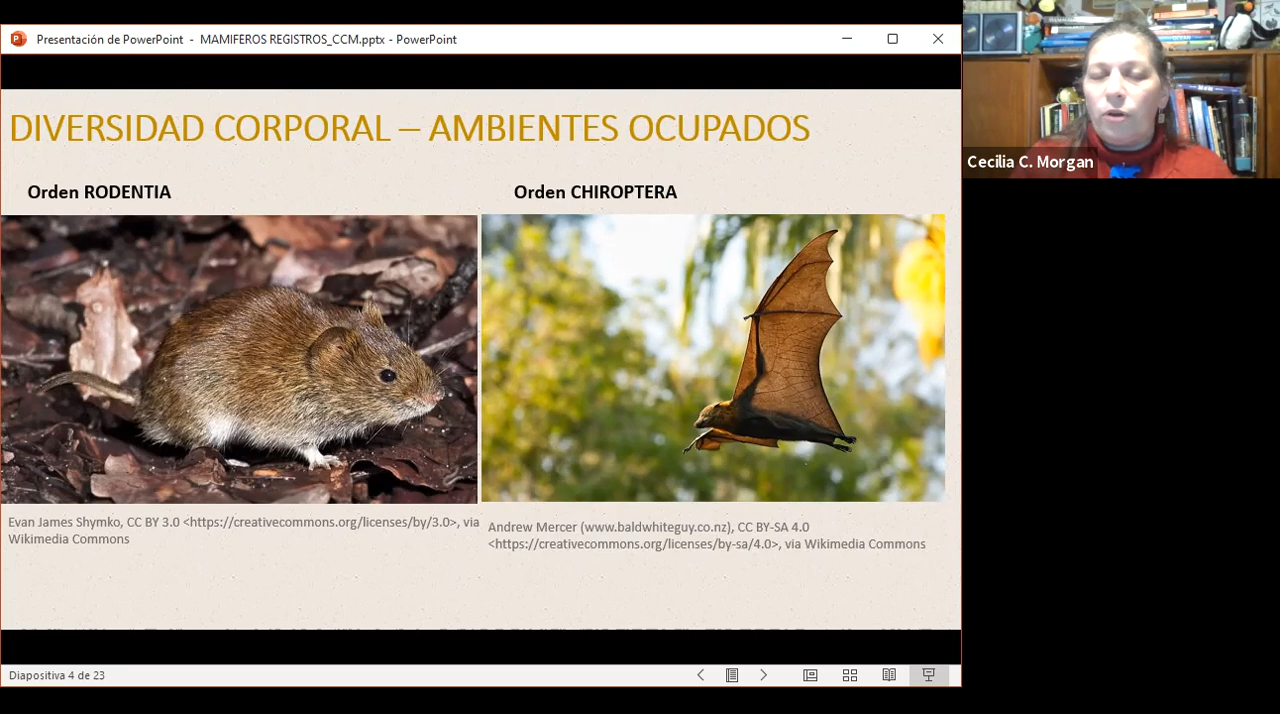 Presentación de PowerPoint - MAMIFEROS REGISTROS_CCM.pptx - PowerPoint
DIVERSIDAD CORPORAL – AMBIENTES OCUPADOS
Orden RODENTIA
Orden CHIROPTERA
Evan James Shymko, CC BY 3.0 <https://creativecommons.org/licenses/by/3.0>, via
Wikimedia Commons
Andrew Mercer (www.baldwhiteguy.co.nz), CC BY-SA 4.0
<https://creativecommons.org/licenses/by-sa/4.0>, via Wikimedia Commons
Diapositiva 4 de 23
Cecilia C. Morgan